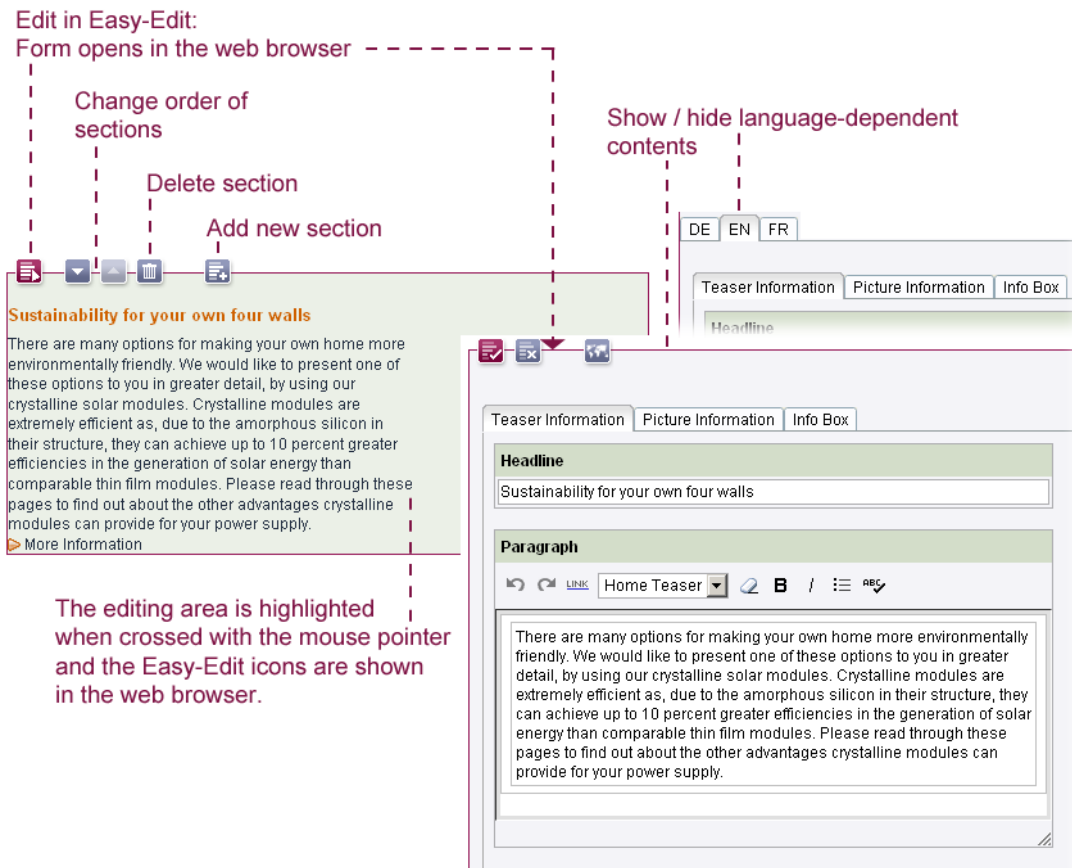 Edit in Easy-Edit:
Form opens in the web browser
Change order of
sections
Delete section
Add new section
Show / hide language-dependent
contents
DE EN FR
Teaser Information Picture Information Info Box
Headline
Sustainability for your own four walls
There are many options for making your own home more
environmentally friendly. We would like to present one of
these options to you in greater detail, by using our
crystalline solar modules. Crystalline modules are
extremely efficient as, due to the amorphous silicon in
their structure, they can achieve up to 10 percent greater
efficiencies in the generation of solar energy than
comparable thin film modules. Please read through these
pages to find out about the other advantages crystalline
modules can provide for your power supply.
More Information
The editing area is highlighted
when crossed with the mouse pointer
and the Easy-Edit icons are shown
in the web browser.
Teaser Information Picture Information Info Box
Headline
Sustainability for your own four walls
Paragraph
LINK Home Teaser B I ABC
There are many options for making your own home more environmentally
friendly. We would like to present one of these options to you in greater
detail, by using our crystalline solar modules. Crystalline modules are
extremely efficient as, due to the amorphous silicon in their structure, they
can achieve up to 10 percent greater efficiencies in the generation of solar
energy than comparable thin film modules. Please read through these
pages to find out about the other advantages crystalline modules can
provide for your power supply.